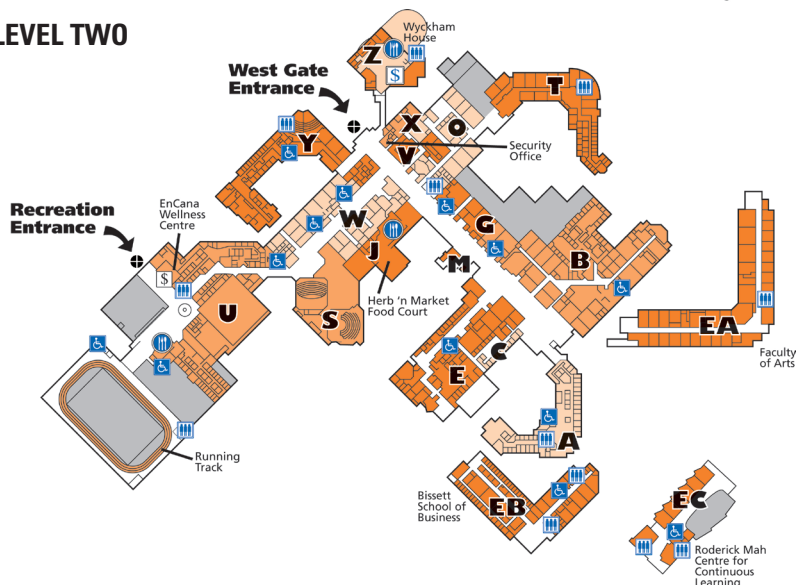 LEVEL TWO
Wyckham
House
Z
$
West Gate
Entrance
T
X
O
V
Security
Office
Y
EnCana
Wellness
Centre
Recreation
Entrance
W
G
J
B
M
$
Herb 'n Market
Food Court
U
S
EA
Faculty
of Arts
C
E
A
Running
Track
Bissett
School of
Business
EB
EC
Roderick Mah
Centre for
Continuous
Learning